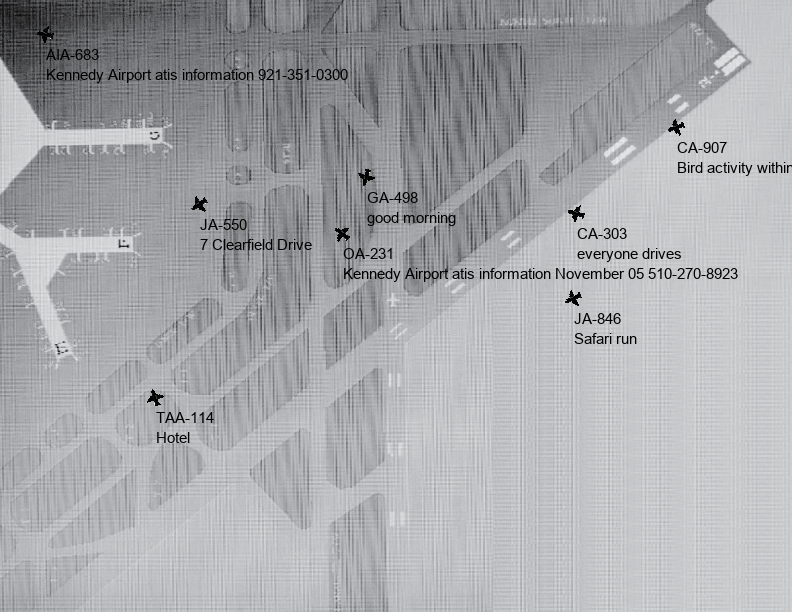 AIA-683
Kennedy Airport atis information 921-351-0300
CA-907
Bird activity within
GA-498
good morning
JA-550
7 Clearfield Drive
CA-303
everyone drives
OA-231
Kennedy Airport atis information November 05 510-270-8923
JA-846
Safari run
TAA-114
Hotel